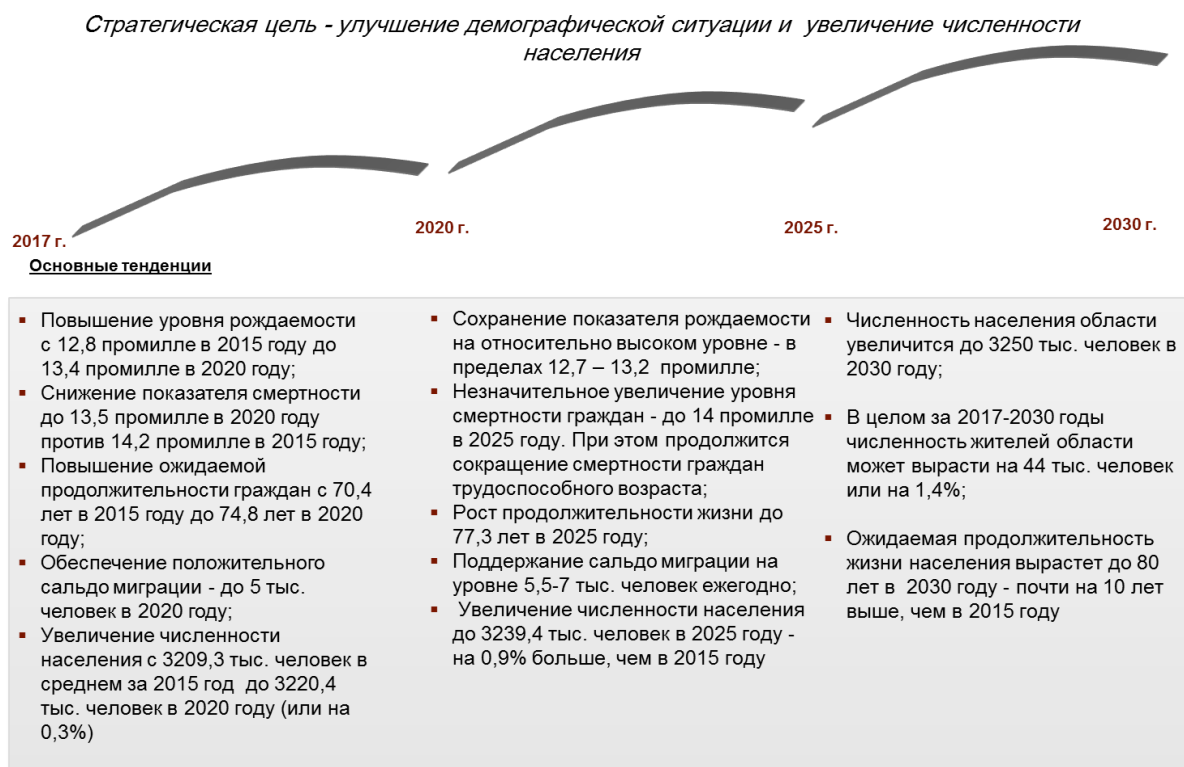 Стратегическая цель - улучшение демографической ситуации и увеличение численности
населения
2017 г.
2020 г.
2025 г.
2030 г.
Основные тенденции
▪ Повышение уровня рождаемости
с 12,8 промилле в 2015 году до
13,4 промилле в 2020 году;
▪ Снижение показателя смертности
до 13,5 промилле в 2020 году
против 14,2 промилле в 2015 году;
▪ Повышение ожидаемой
продолжительности граждан с 70,4
лет в 2015 году до 74,8 лет в 2020
году;
▪ Обеспечение положительного
сальдо миграции - до 5 тыс.
человек в 2020 году;
▪ Увеличение численности
населения с 3209,3 тыс. человек в
среднем за 2015 год до 3220,4
тыс. человек в 2020 году (или на
0,3%)
▪ Сохранение показателя рождаемости
на относительно высоком уровне - в
пределах 12,7 – 13,2 промилле;
▪ Незначительное увеличение уровня
смертности граждан - до 14 промилле
в 2025 году. При этом продолжится
сокращение смертности граждан
трудоспособного возраста;
▪ Рост продолжительности жизни до
77,3 лет в 2025 году;
▪ Поддержание сальдо миграции на
уровне 5,5-7 тыс. человек ежегодно;
▪ Увеличение численности населения
до 3239,4 тыс. человек в 2025 году -
на 0,9% больше, чем в 2015 году
▪ Численность населения области
увеличится до 3250 тыс. человек в
2030 году;
▪ В целом за 2017-2030 годы
численность жителей области
может вырасти на 44 тыс. человек
или на 1,4%;
▪ Ожидаемая продолжительность
жизни населения вырастет до 80
лет в 2030 году - почти на 10 лет
выше, чем в 2015 году